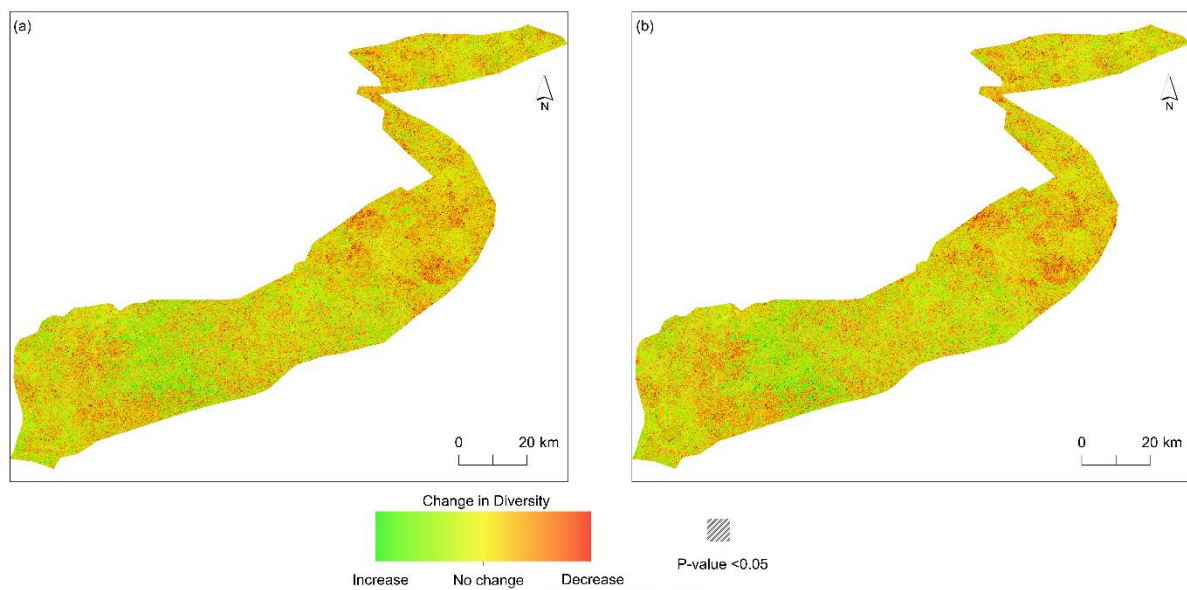 (a)
N
0 20 km
(b)
N
0 20 km
Change in Diversity
Increase No change Decrease
P-value <0.05